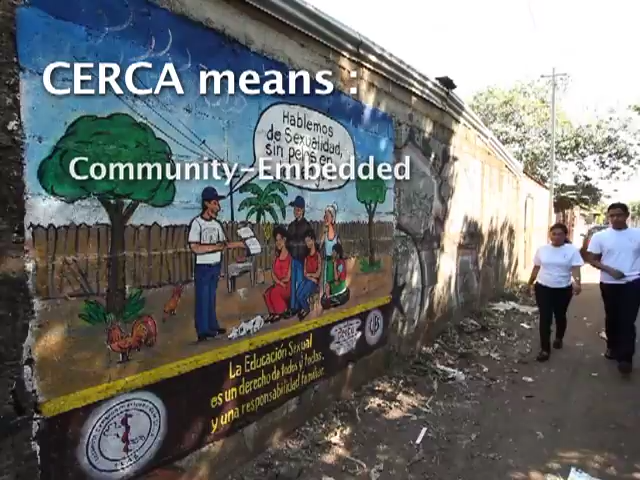 CERCA means :
Hablemos
de Sexualidad,
sin pelos en
Community-Embedded
La Educación Sexual
es un derecho de todos y todas,
y una responsabilidad familiar.